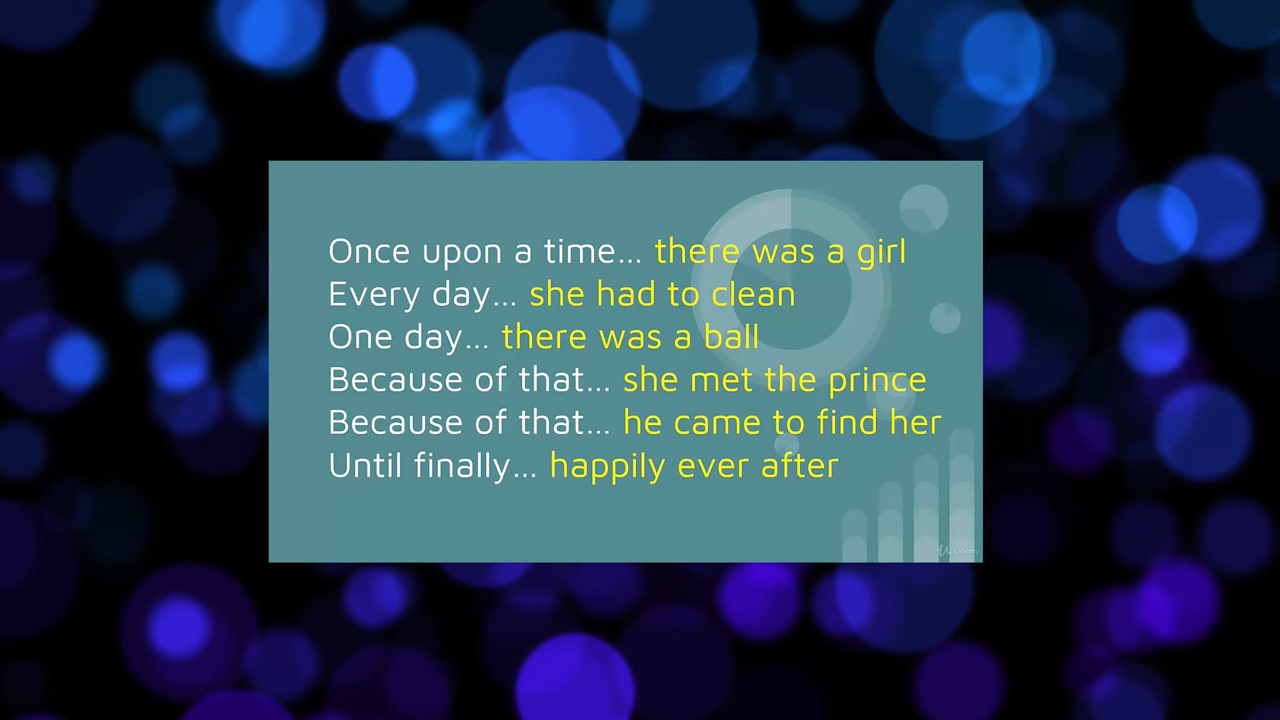 Once upon a time... there was a girl
Every day... she had to clean
One day... there was a ball
Because of that... she met the prince
Because of that... he came to find her
Until finally... happily ever after
Udemy